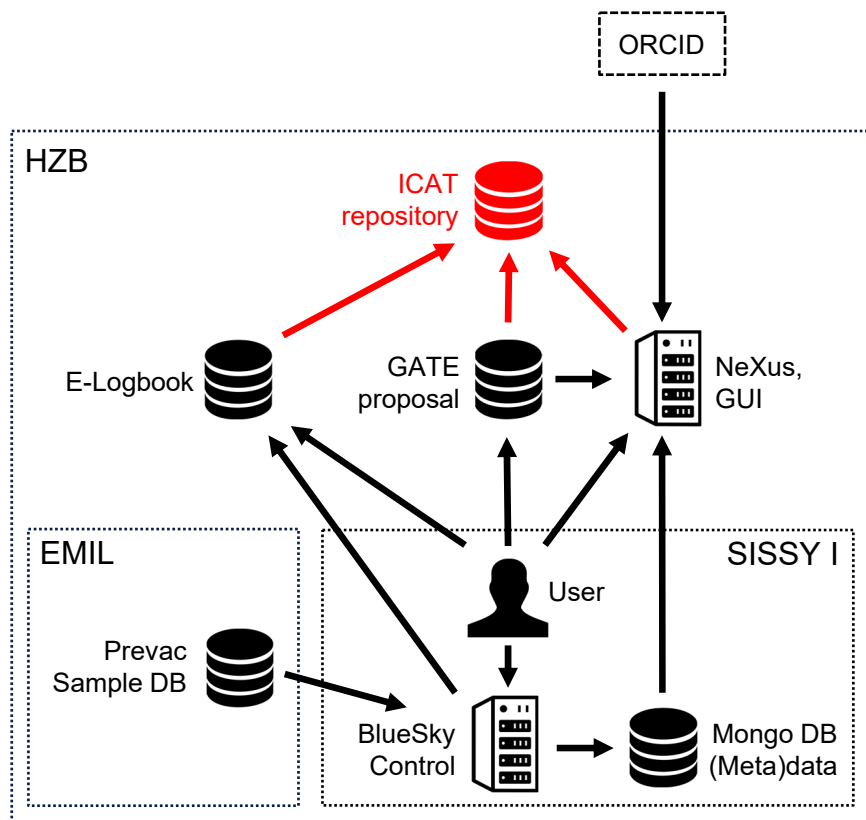 ORCID
HZB
ICAT
repository
E-Logbook
GATE
proposal
NeXus,
GUI
EMIL
SISSY I
User
Prevac
Sample DB
BlueSky
Control
Mongo DB
(Meta)data